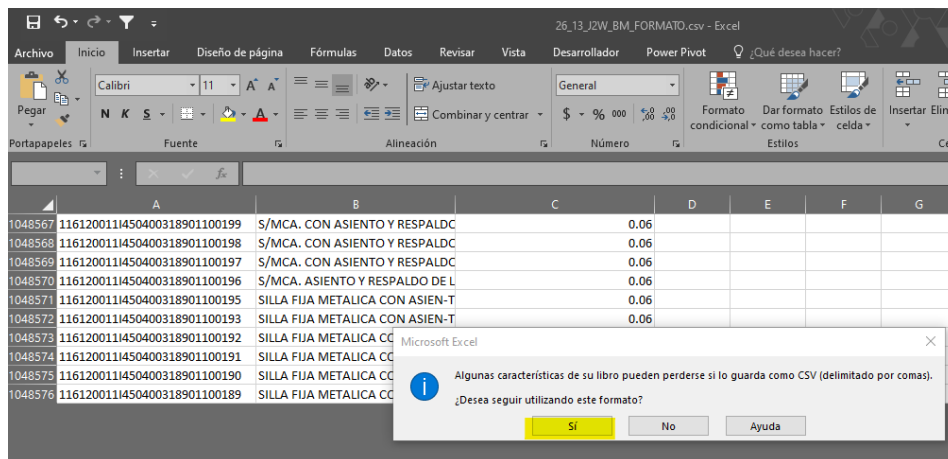 26_13_J2W_BM_FORMATO.csv - Excel
Archivo Inicio Insertar Diseño de página Fórmulas Datos Revisar Vista Desarrollador Power Pivot ¿Qué desea hacer?
Pegar
Calibri 11 A A
N K S A
Ajustar texto
Combinar y centrar
General
$ % 000
Formato condicional
Dar formato como tabla
Estilos de celda
Insertar Elin
Portapapeles Fuente Alineación Número Estilos Ce
fx
A B C D E F G
1048567 116120011I450400318901100199 S/MCA. CON ASIENTO Y RESPALDO 0.06
1048568 116120011I450400318901100198 S/MCA. CON ASIENTO Y RESPALDO 0.06
1048569 116120011I450400318901100197 S/MCA. CON ASIENTO Y RESPALDO 0.06
1048570 116120011I450400318901100196 S/MCA. ASIENTO Y RESPALDO DE L 0.06
1048571 116120011I450400318901100195 SILLA FIJA METALICA CON ASIEN-T 0.06
1048572 116120011I450400318901100193 SILLA FIJA METALICA CON ASIEN-T 0.06
1048573 116120011I450400318901100192 SILLA FIJA METALICA CO
1048574 116120011I450400318901100191 SILLA FIJA METALICA CO
1048575 116120011I450400318901100190 SILLA FIJA METALICA CO
1048576 116120011I450400318901100189 SILLA FIJA METALICA CO
Microsoft Excel
Algunas características de su libro pueden perderse si lo guarda como CSV (delimitado por comas).
¿Desea seguir utilizando este formato?
Sí No Ayuda